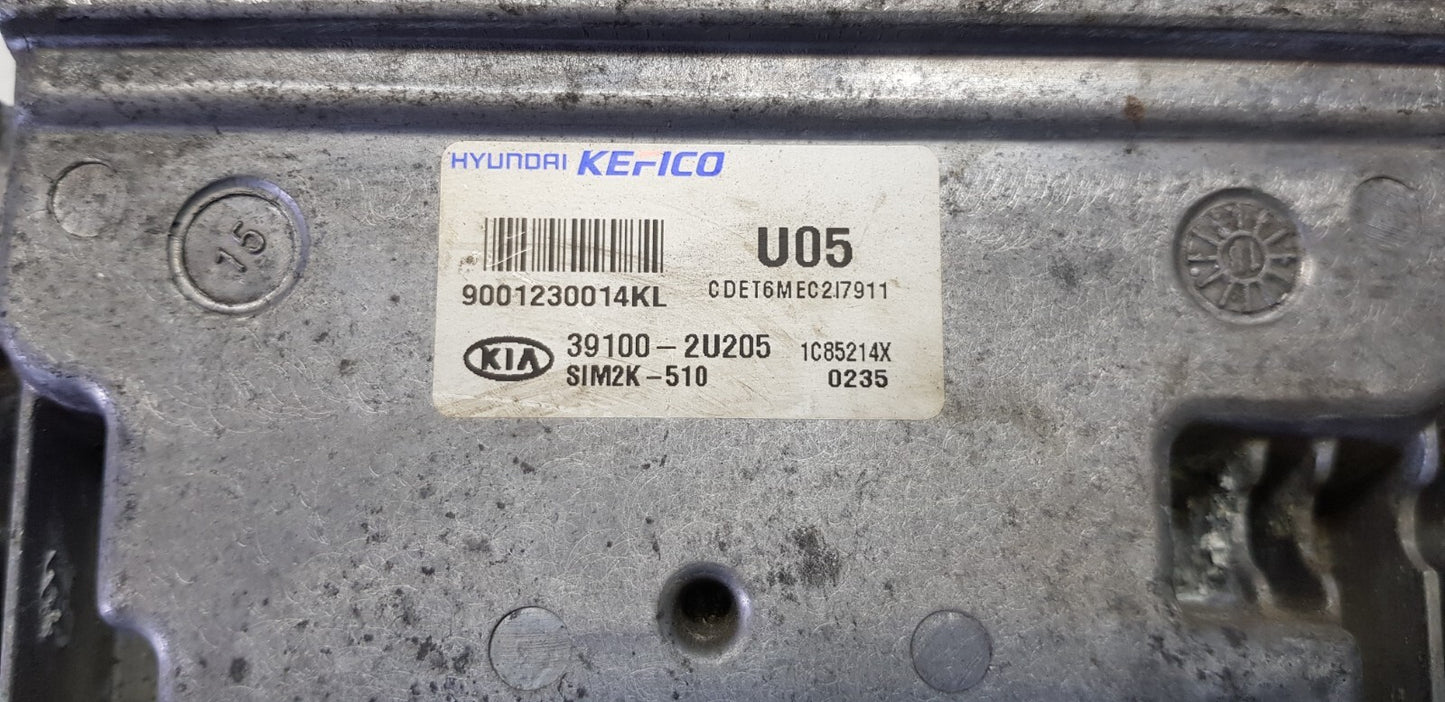 HYUNDAI KEFICO
U05
9001230014KL
CDET6MEC2I7911
KIA 39100-2U205 1C85214X
SIM2K-510 0235
15